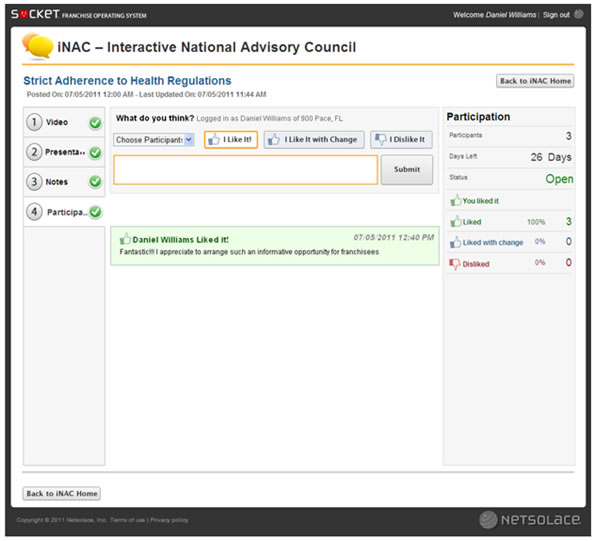 SOCKET FRANCHISE OPERATING SYSTEM
Welcome Daniel Williams | Sign out
iNAC – Interactive National Advisory Council
Strict Adherence to Health Regulations
Back to iNAC Home
Posted On: 07/05/2011 12:00 AM - Last Updated On: 07/05/2011 11:44 AM
1 Video
2 Presenta..
3 Notes
4 Participa..
What do you think? Logged in as Daniel Williams of 900 Pace, FL
Choose Participants
I Like It!
I Like It with Change
I Dislike It
Submit
Daniel Williams Liked it! 07/05/2011 12:40 PM
Fantastic!!! I appreciate to arrange such an informative opportunity for franchisees
Participation
Participants 3
Days Left 26 Days
Status Open
You liked it
Liked 100% 3
Liked with change 0% 0
Disliked 0% 0
Back to iNAC Home
Copyright © 2011 Netsolace, Inc. Terms of use | Privacy policy
NETSOLACE